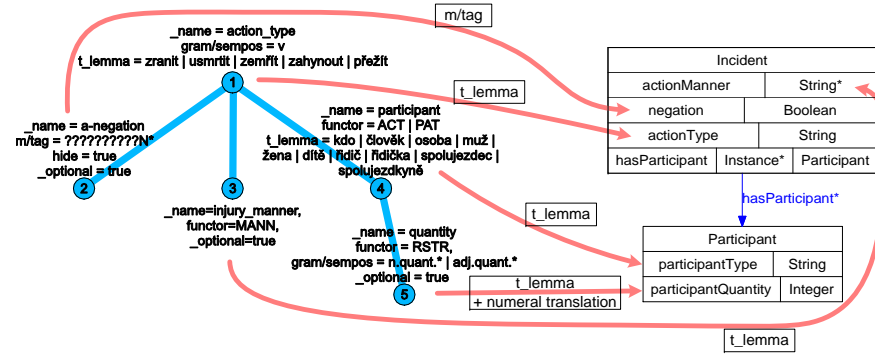 m/tag
_name = action_type
gram/sempos = v
t_lemma = zranit | usmrtit | zemřít | zahynout | přežít
1
t_lemma
Incident
actionManner String*
negation Boolean
actionType String
hasParticipant Instance* Participant
_name = a-negation
m/tag = ??????????N*
hide = true
_optional = true
2
_name = participant
functor = ACT | PAT
t_lemma = kdo | člověk | osoba | muž |
žena | dítě | řidič | řidička | spolujezdec |
spolujezdkyně
3
4
_name=injury_manner,
functor=MANN,
_optional=true
hasParticipant*
t_lemma
_name = quantity
functor = RSTR,
gram/sempos = n.quant.* | adj.quant.*
_optional = true
5
Participant
participantType String
participantQuantity Integer
t_lemma
+ numeral translation
t_lemma